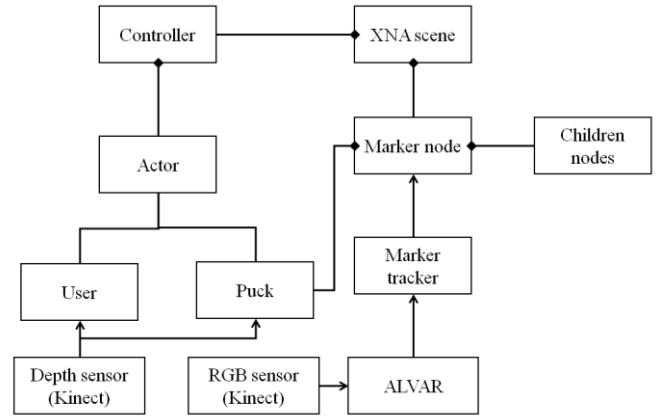 Controller
XNA scene
Actor
Marker node
Children
nodes
User
Puck
Marker
tracker
Depth sensor
(Kinect)
RGB sensor
(Kinect)
ALVAR